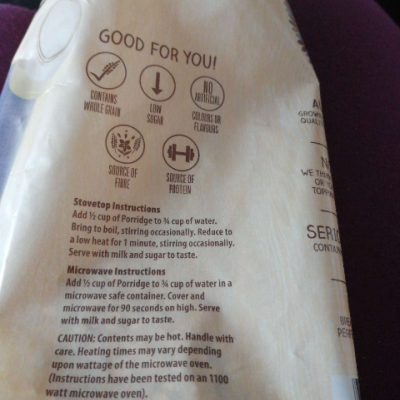 GOOD FOR YOU!
CONTAINS
WHOLE GRAIN
LOW
SUGAR
NO
ARTIFICIAL
COLOURS OR
FLAVOURS
SOURCE OF
FIBRE
SOURCE OF
PROTEIN
Stovetop Instructions
Add ½ cup of Porridge to ¾ cup of water.
Bring to boil, stirring occasionally. Reduce to
a low heat for 1 minute, stirring occasionally.
Serve with milk and sugar to taste.
Microwave Instructions
Add ½ cup of Porridge to ¾ cup of water in a
microwave safe container. Cover and
microwave for 90 seconds on high. Serve
with milk and sugar to taste.
CAUTION: Contents may be hot. Handle with
care. Heating times may vary depending
upon wattage of the microwave oven.
(Instructions have been tested on an 1100
watt microwave oven).
WE
OR